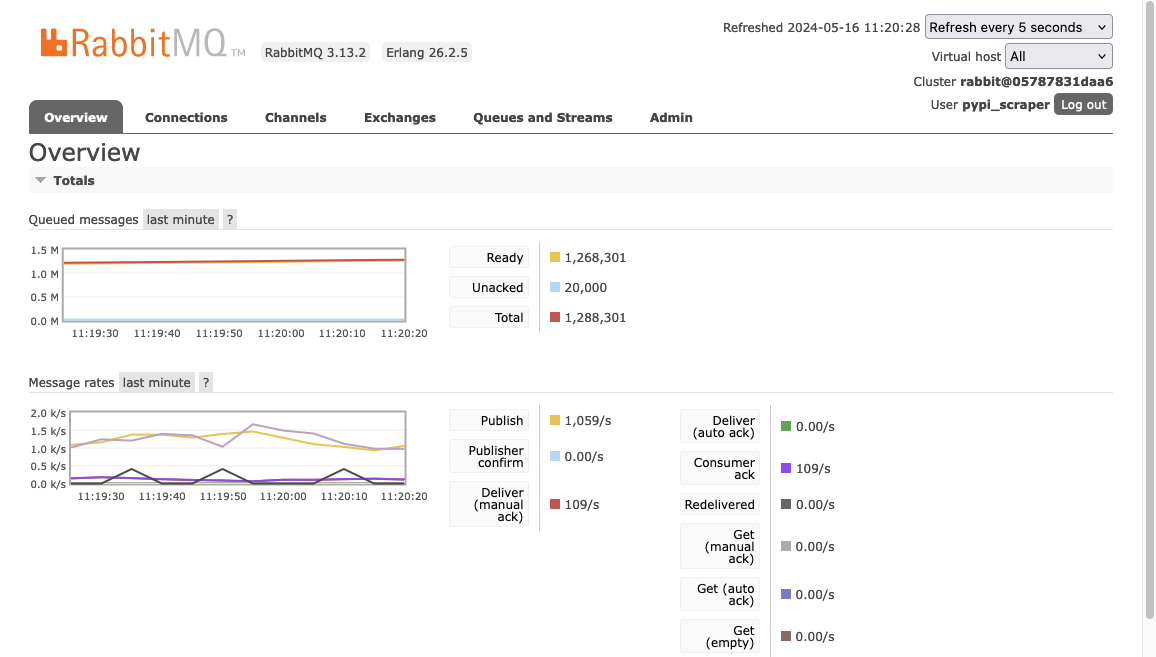 RabbitMQ TM
RabbitMQ 3.13.2 Erlang 26.2.5
Refreshed 2024-05-16 11:20:28 Refresh every 5 seconds
Virtual host All
Cluster rabbit@05787831daa6
User pypi_scraper Log out
Overview Connections Channels Exchanges Queues and Streams Admin
Overview
Totals
Queued messages last minute ?
1.5 M
1.0 M
0.5 M
0.0 M
11:19:30 11:19:40 11:19:50 11:20:00 11:20:10 11:20:20
Ready 1,268,301
Unacked 20,000
Total 1,288,301
Message rates last minute ?
2.0 k/s
1.5 k/s
1.0 k/s
0.5 k/s
0.0 k/s
11:19:30 11:19:40 11:19:50 11:20:00 11:20:10 11:20:20
Publish 1,059/s
Publisher
confirm 0.00/s
Deliver
(manual
ack) 109/s
Deliver
(auto ack) 0.00/s
Consumer
ack 109/s
Redelivered 0.00/s
Get
(manual
ack) 0.00/s
Get (auto
ack) 0.00/s
Get
(empty) 0.00/s